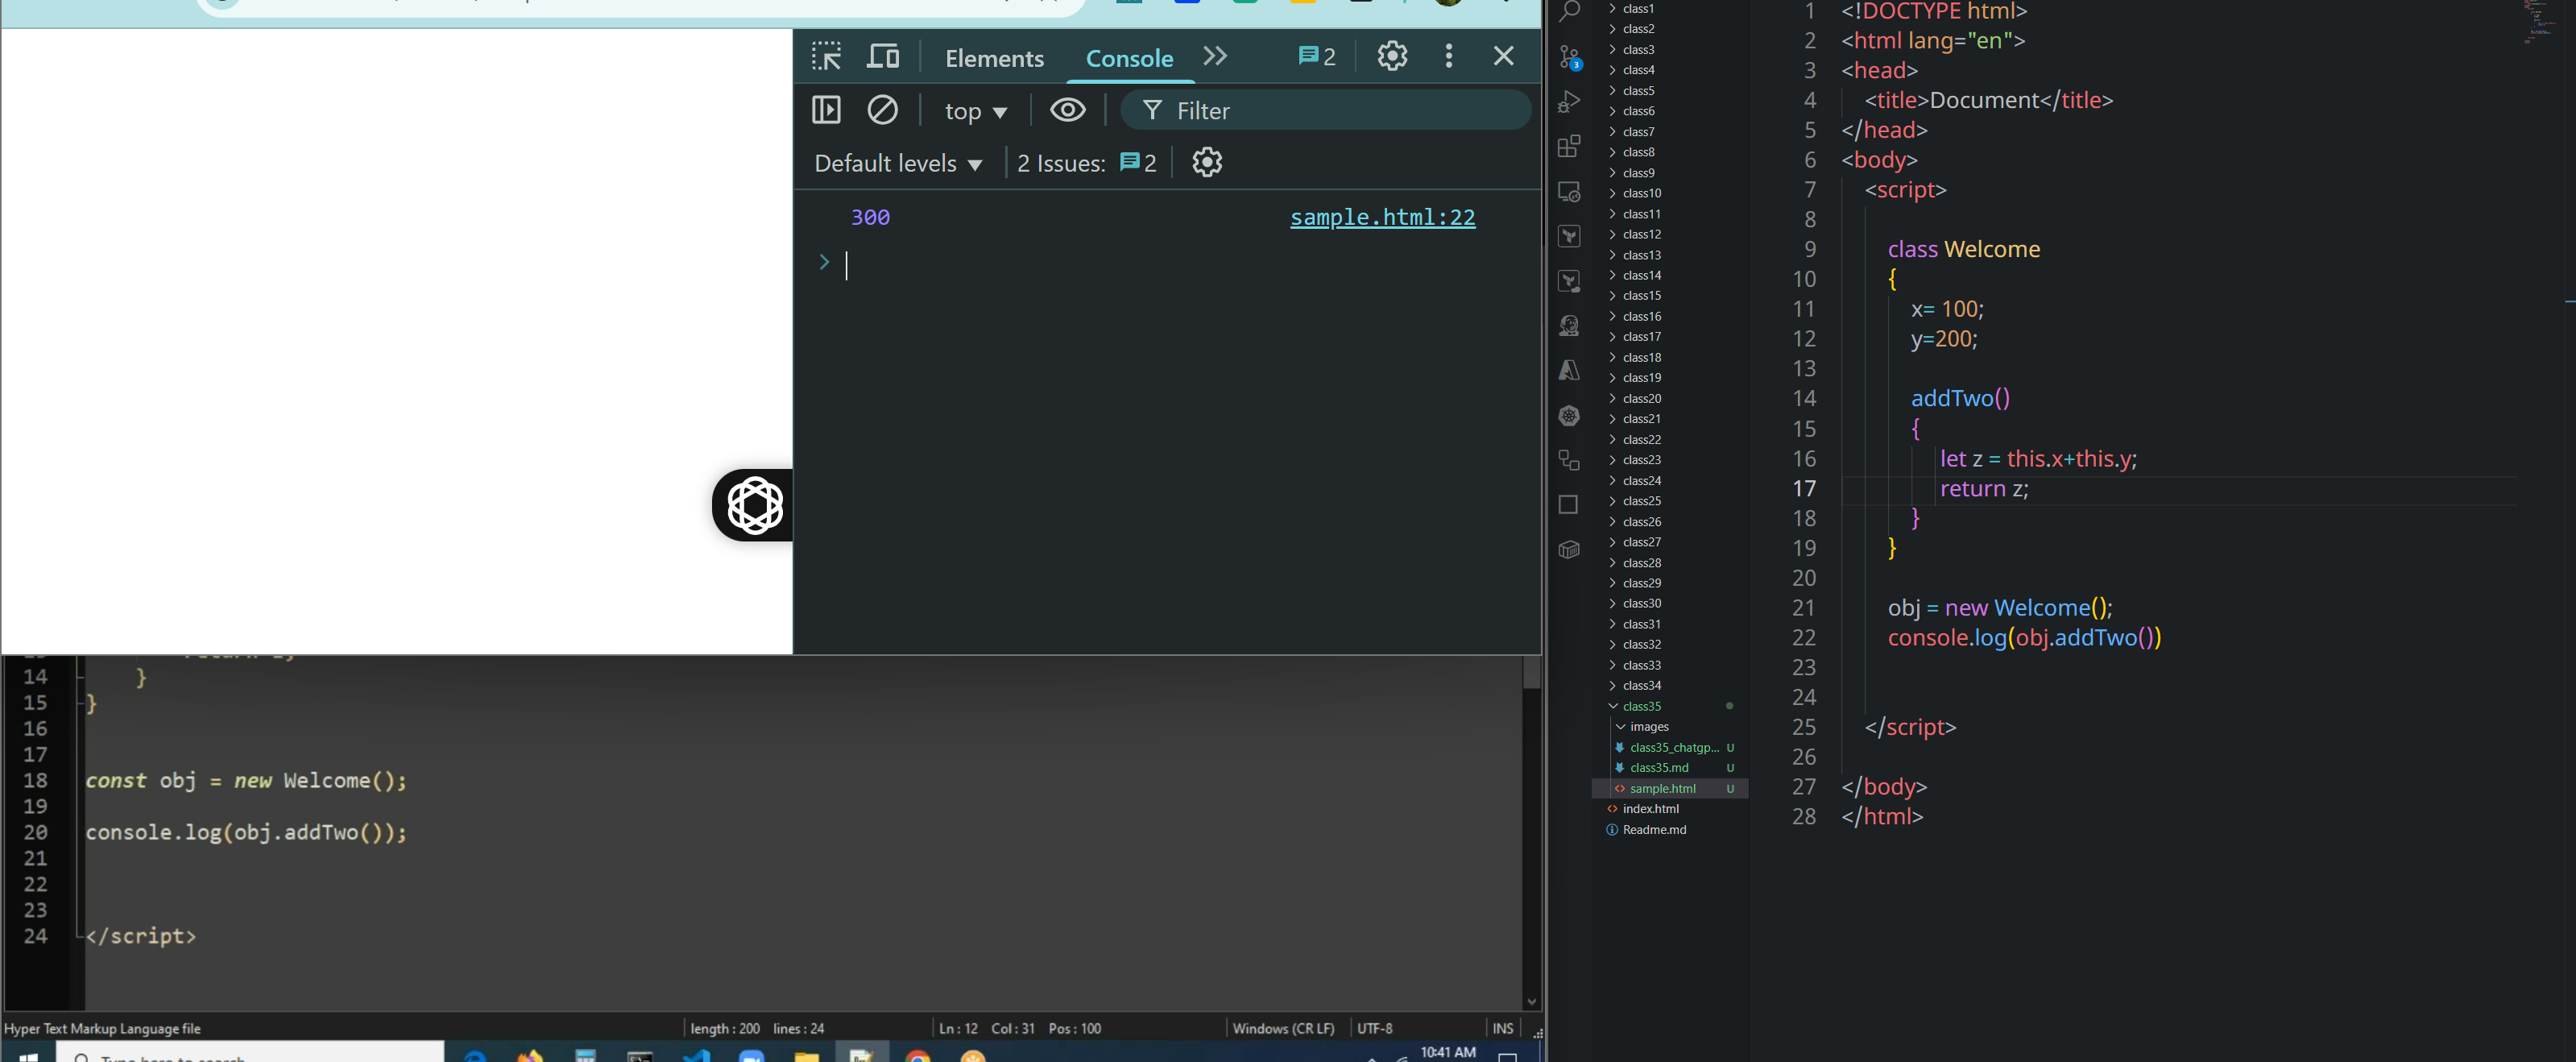 Elements
Console
2
top
Filter
Default levels
2 Issues:
2
300
sample.html:22
>
14 }
15 }
16
17
18 const obj = new Welcome();
19
20 console.log(obj.addTwo());
21
22
23
24 </script>
Hyper Text Markup Language file
length : 200 lines : 24
Ln : 12 Col : 31 Pos : 100
Windows (CR LF)
UTF-8
INS
Type here to search
10:41 AM
3
class1
class2
class3
class4
class5
class6
class7
class8
class9
class10
class11
class12
class13
class14
class15
class16
class17
class18
class19
class20
class21
class22
class23
class24
class25
class26
class27
class28
class29
class30
class31
class32
class33
class34
class35
images
class35_chatgp... U
class35.md U
sample.html U
index.html
Readme.md
1 <!DOCTYPE html>
2 <html lang="en">
3 <head>
4 <title>Document</title>
5 </head>
6 <body>
7 <script>
8
9 class Welcome
10 {
11 x= 100;
12 y=200;
13
14 addTwo()
15 {
16 let z = this.x+this.y;
17 return z;
18 }
19 }
20
21 obj = new Welcome();
22 console.log(obj.addTwo())
23
24
25 </script>
26
27 </body>
28 </html>